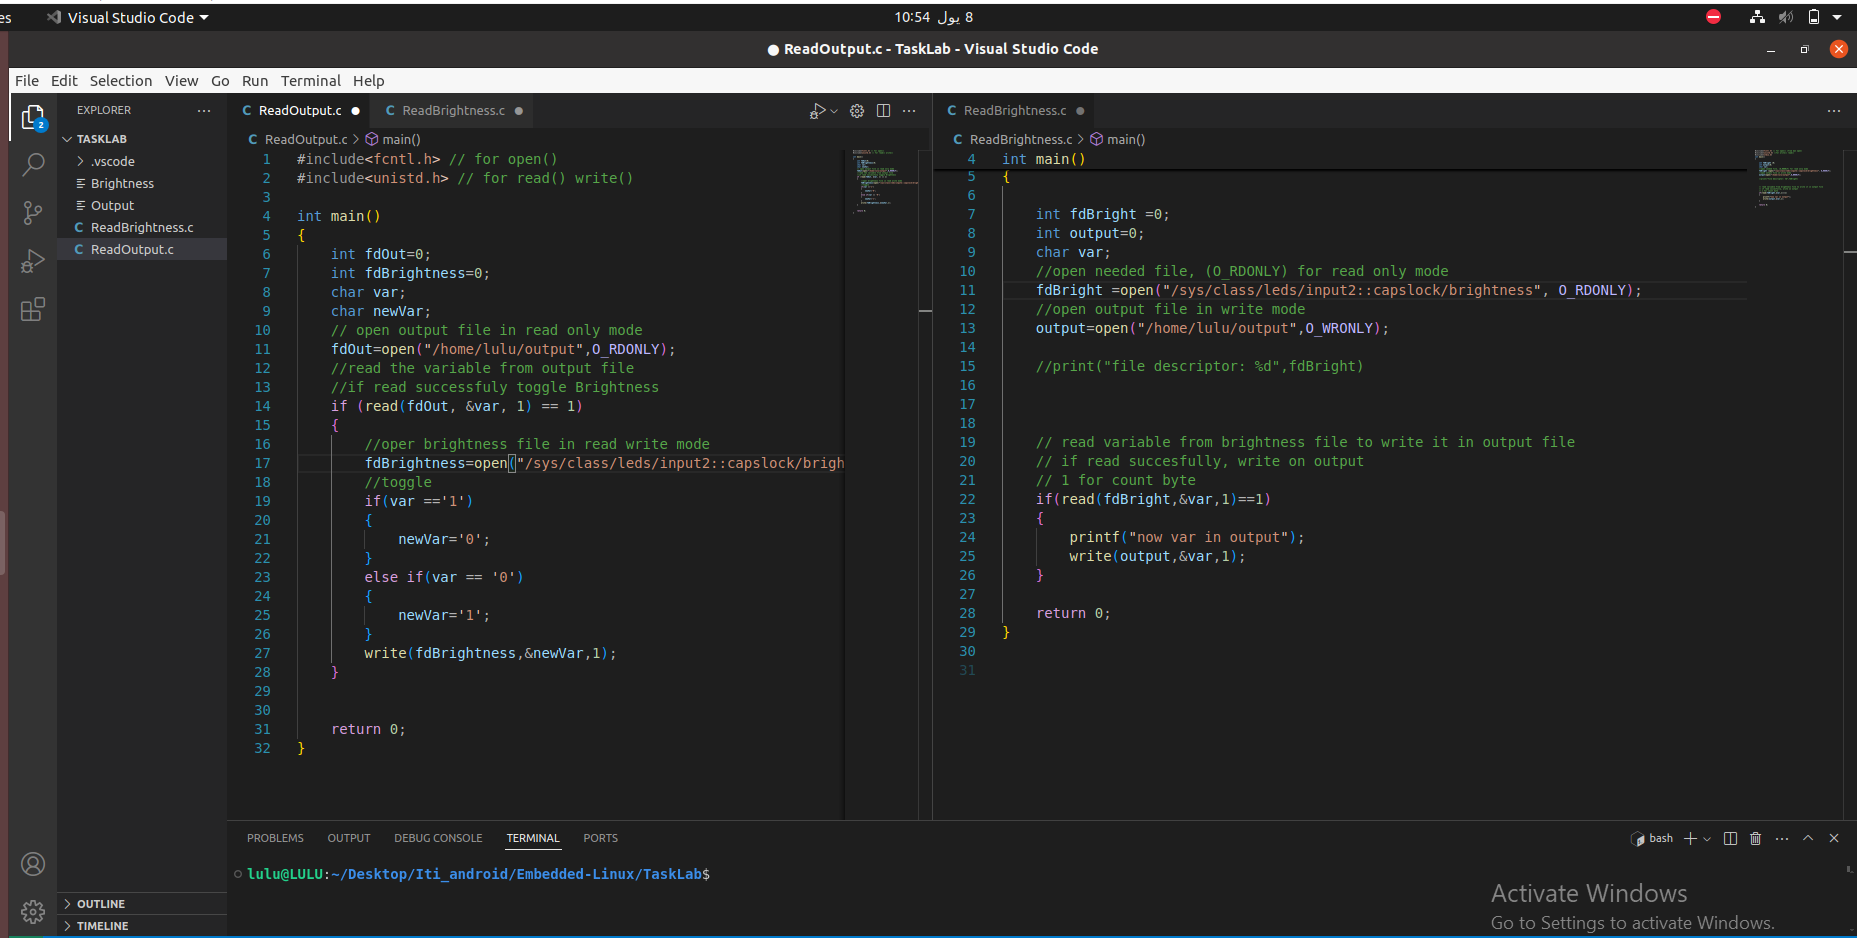 es Visual Studio Code 10:54 8 يول
ReadOutput.c - TaskLab - Visual Studio Code
File Edit Selection View Go Run Terminal Help
EXPLORER
TASKLAB
.vscode
Brightness
Output
C ReadBrightness.c
C ReadOutput.c
OUTLINE
TIMELINE
2
C ReadOutput.c C ReadBrightness.c
C ReadOutput.c > main()
1 #include<fcntl.h> // for open()
2 #include<unistd.h> // for read() write()
3
4 int main()
5 {
6 int fdOut=0;
7 int fdBrightness=0;
8 char var;
9 char newVar;
10 // open output file in read only mode
11 fdOut=open("/home/lulu/output",O_RDONLY);
12 //read the variable from output file
13 //if read successfuly toggle Brightness
14 if (read(fdOut, &var, 1) == 1)
15 {
16 //oper brightness file in read write mode
17 fdBrightness=open("/sys/class/leds/input2::capslock/brigh
18 //toggle
19 if(var =='1')
20 {
21 newVar='0';
22 }
23 else if(var == '0')
24 {
25 newVar='1';
26 }
27 write(fdBrightness,&newVar,1);
28 }
29
30
31 return 0;
32 }
C ReadBrightness.c
C ReadBrightness.c > main()
4 int main()
5 {
6
7 int fdBright =0;
8 int output=0;
9 char var;
10 //open needed file, (O_RDONLY) for read only mode
11 fdBright =open("/sys/class/leds/input2::capslock/brightness", O_RDONLY);
12 //open output file in write mode
13 output=open("/home/lulu/output",O_WRONLY);
14
15 //print("file descriptor: %d",fdBright)
16
17
18
19 // read variable from brightness file to write it in output file
20 // if read succesfully, write on output
21 // 1 for count byte
22 if(read(fdBright,&var,1)==1)
23 {
24 printf("now var in output");
25 write(output,&var,1);
26 }
27
28 return 0;
29 }
30
31
PROBLEMS OUTPUT DEBUG CONSOLE TERMINAL PORTS bash
lulu@LULU:~/Desktop/Iti_android/Embedded-Linux/TaskLab$
Activate Windows
Go to Settings to activate Windows.